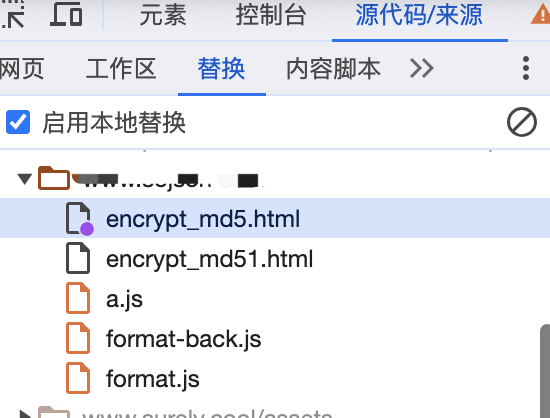 元素 控制台 源代码/来源
网页 工作区 替换 内容脚本
启用本地替换
encrypt_md5.html
encrypt_md51.html
a.js
format-back.js
format.js
www.surely.cool/assets